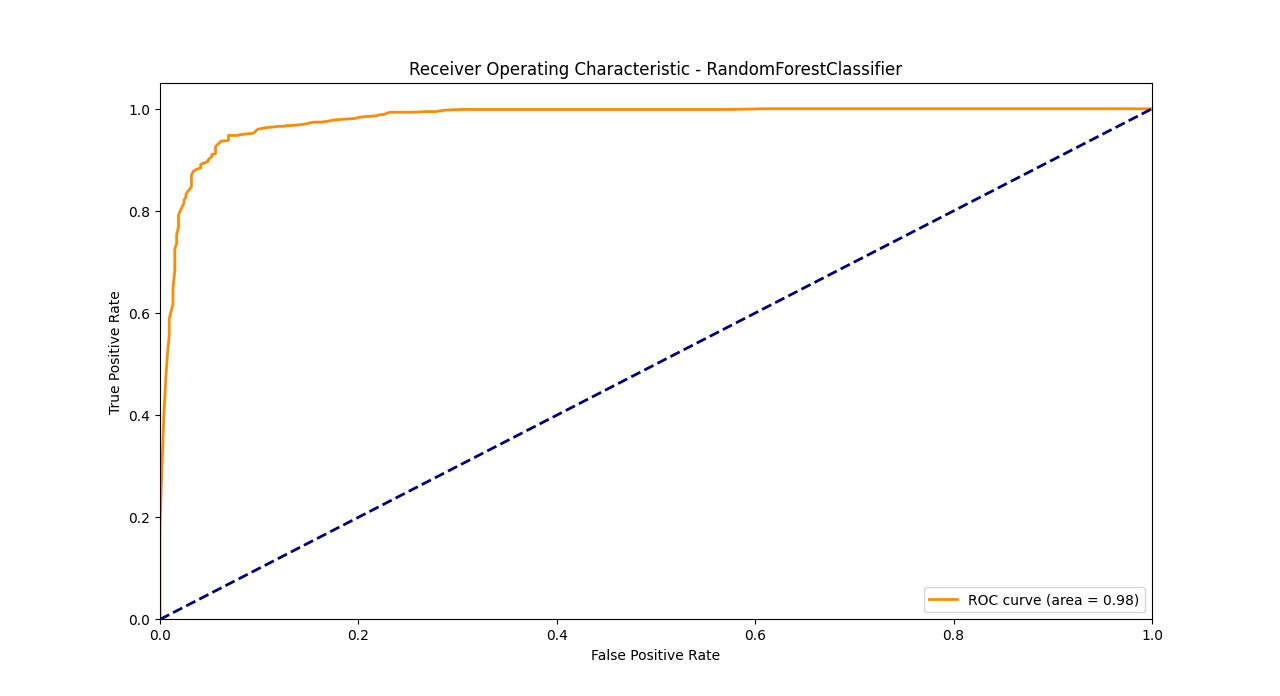 Receiver Operating Characteristic - RandomForestClassifier
1.0
0.8
0.6
0.4
0.2
0.0
True Positive Rate
0.0 0.2 0.4 0.6 0.8 1.0
False Positive Rate
ROC curve (area = 0.98)